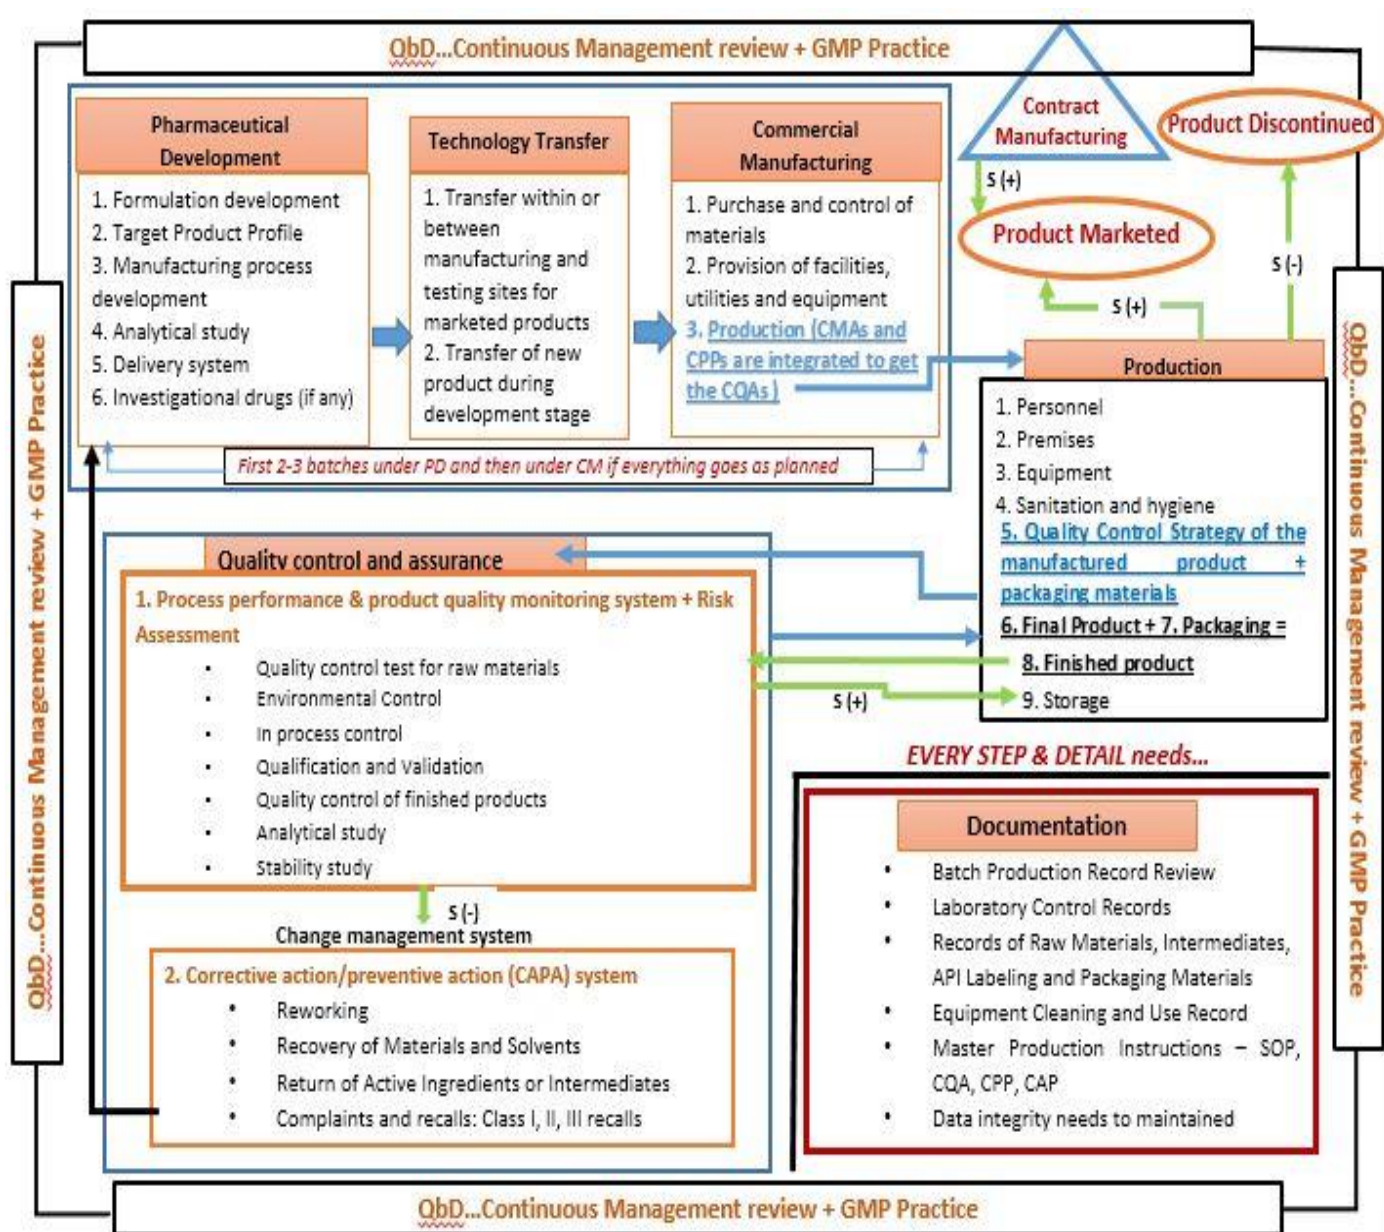 QbD...Continuous Management review + GMP Practice
Pharmaceutical
Development
1. Formulation development
2. Target Product Profile
3. Manufacturing process
development
4. Analytical study
5. Delivery system
6. Investigational drugs (if any)
Technology Transfer
1. Transfer within or
between
manufacturing and
testing sites for
marketed products
2. Transfer of new
product during
development stage
Commercial
Manufacturing
1. Purchase and control of
materials
2. Provision of facilities,
utilities and equipment
3. Production (CMAs and
CPPs are integrated to get
the CQAs )
First 2-3 batches under PD and then under CM if everything goes as planned
Contract
Manufacturing
Product Discontinued
S (+)
Product Marketed
S (-)
S (+)
Production
1. Personnel
2. Premises
3. Equipment
4. Sanitation and hygiene
5. Quality Control Strategy of the
manufactured product +
packaging materials
6. Final Product + 7. Packaging =
8. Finished product
9. Storage
S (+)
Quality control and assurance
1. Process performance & product quality monitoring system + Risk
Assessment
• Quality control test for raw materials
• Environmental Control
• In process control
• Qualification and Validation
• Quality control of finished products
• Analytical study
• Stability study
S (-)
Change management system
2. Corrective action/preventive action (CAPA) system
• Reworking
• Recovery of Materials and Solvents
• Return of Active Ingredients or Intermediates
• Complaints and recalls: Class I, II, III recalls
EVERY STEP & DETAIL needs...
Documentation
• Batch Production Record Review
• Laboratory Control Records
• Records of Raw Materials, Intermediates,
API Labeling and Packaging Materials
• Equipment Cleaning and Use Record
• Master Production Instructions – SOP,
CQA, CPP, CAP
• Data integrity needs to maintained
QbD...Continuous Management review + GMP Practice
QbD...Continuous Management review + GMP Practice
QbD...Continuous Management review + GMP Practice